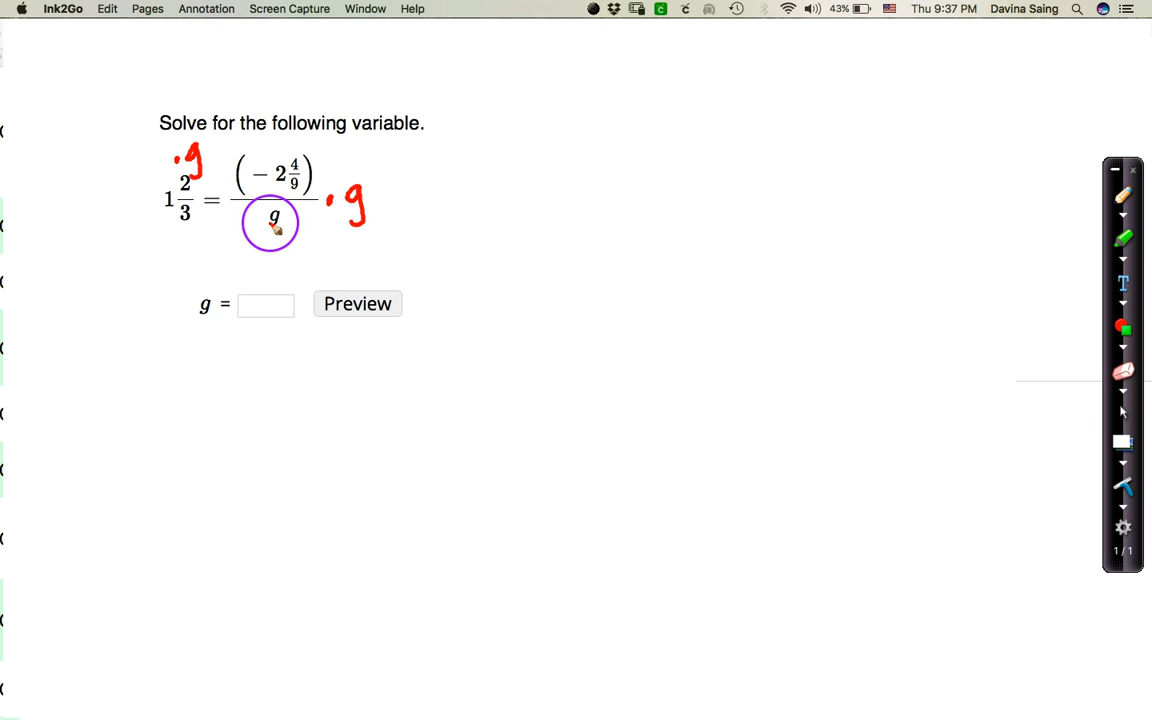 Ink2Go Edit Pages Annotation Screen Capture Window Help 43% Thu 9:37 PM Davina Saing
Solve for the following variable.
·g
1 2/3 = (− 2 4/9) / g · g
g = Preview
T
1/1